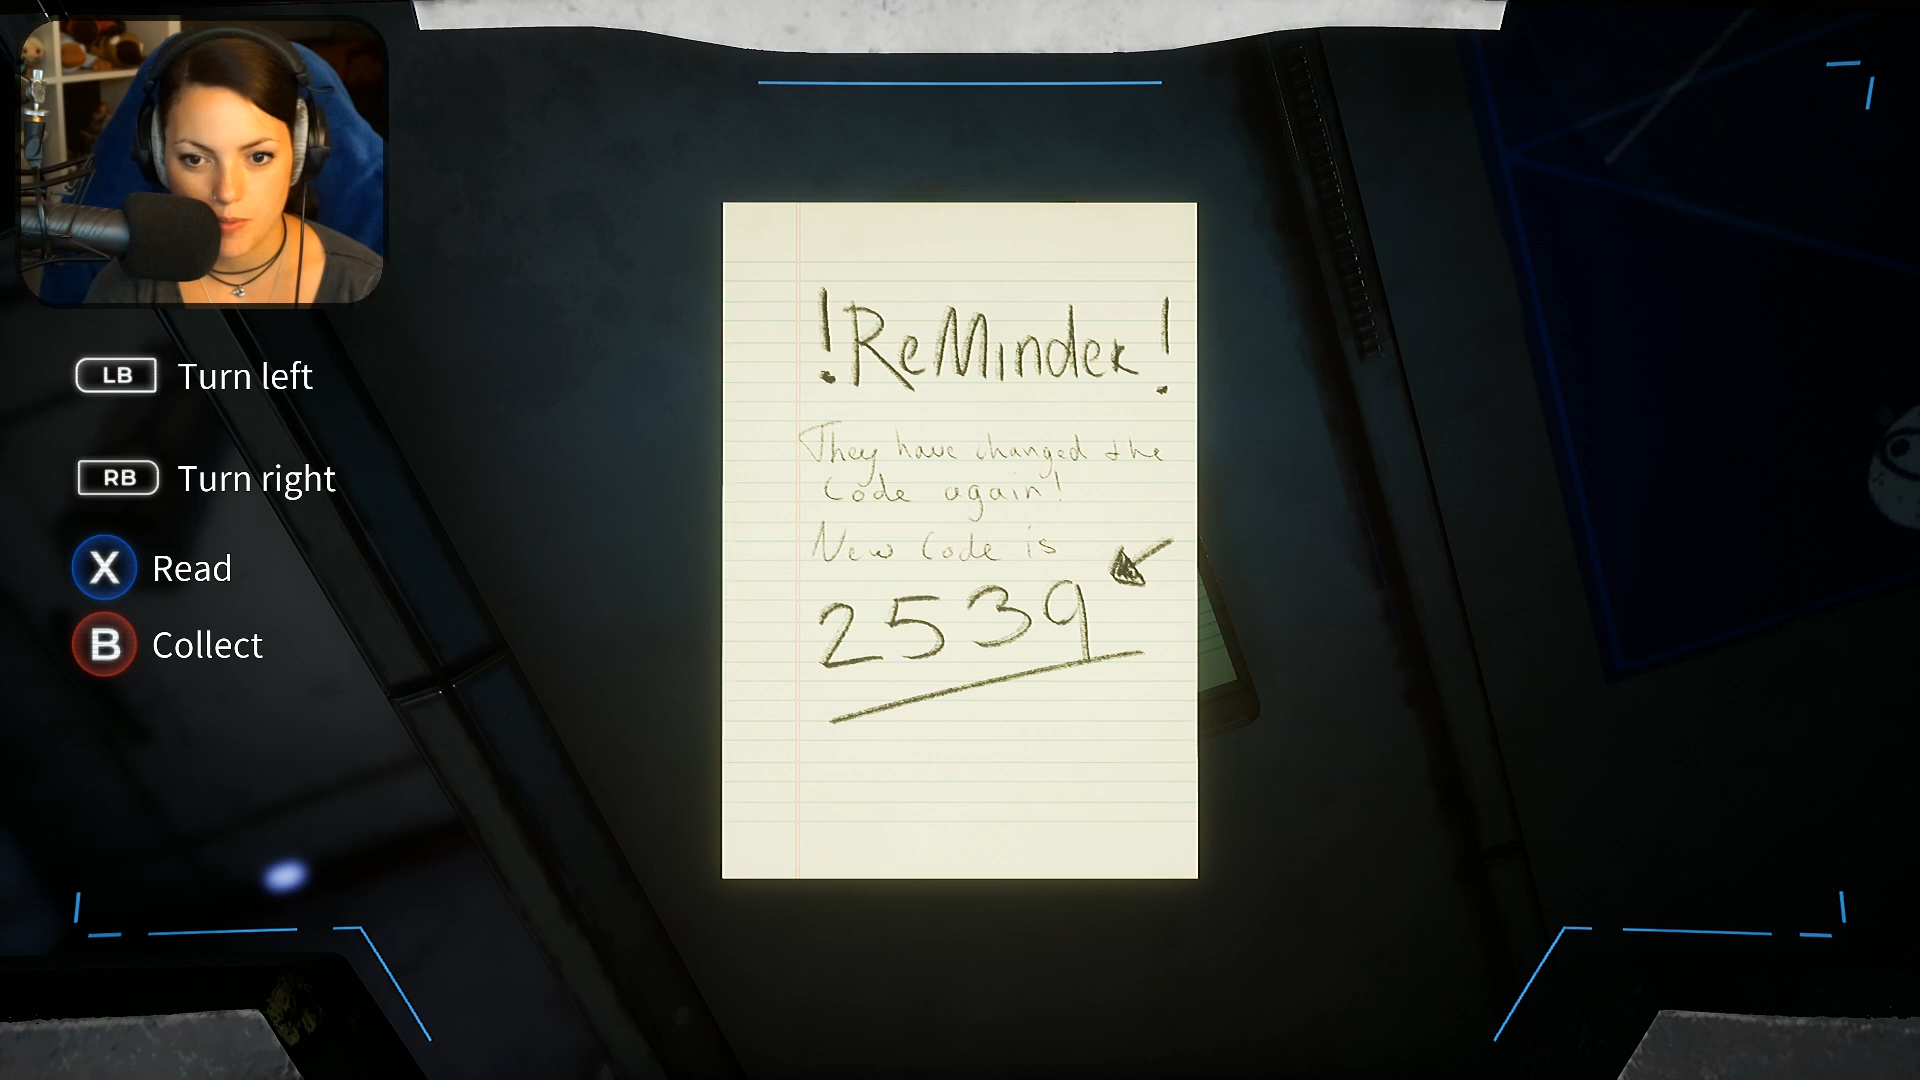 LB Turn left
RB Turn right
X Read
B Collect
!ReMinder!
They have changed the
Code again!
New Code is
2539